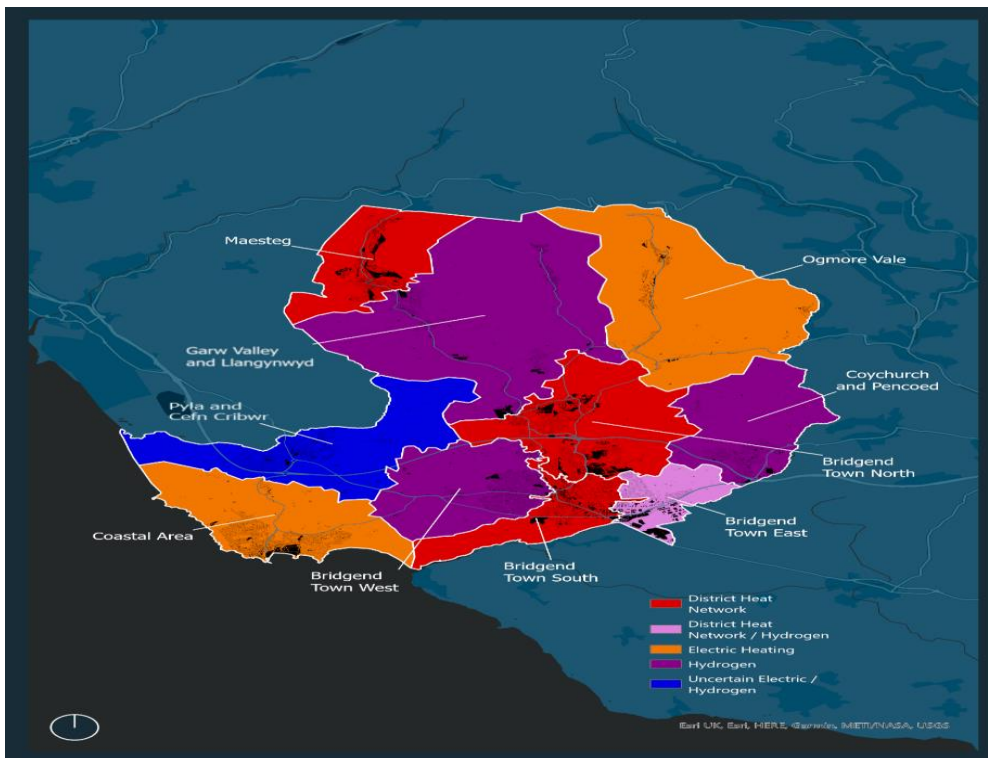 Maesteg
Ogmore Vale
Garw Valley
and Llangynwyd
Coychurch
and Pencoed
Pyla and
Cefn Cribwr
Bridgend
Town North
Bridgend
Town East
Coastal Area
Bridgend
Town West
Bridgend
Town South
District Heat
Network
District Heat
Network / Hydrogen
Electric Heating
Hydrogen
Uncertain Electric /
Hydrogen
Esri UK, Esri, HERE, Garmin, METI/NASA, USGS